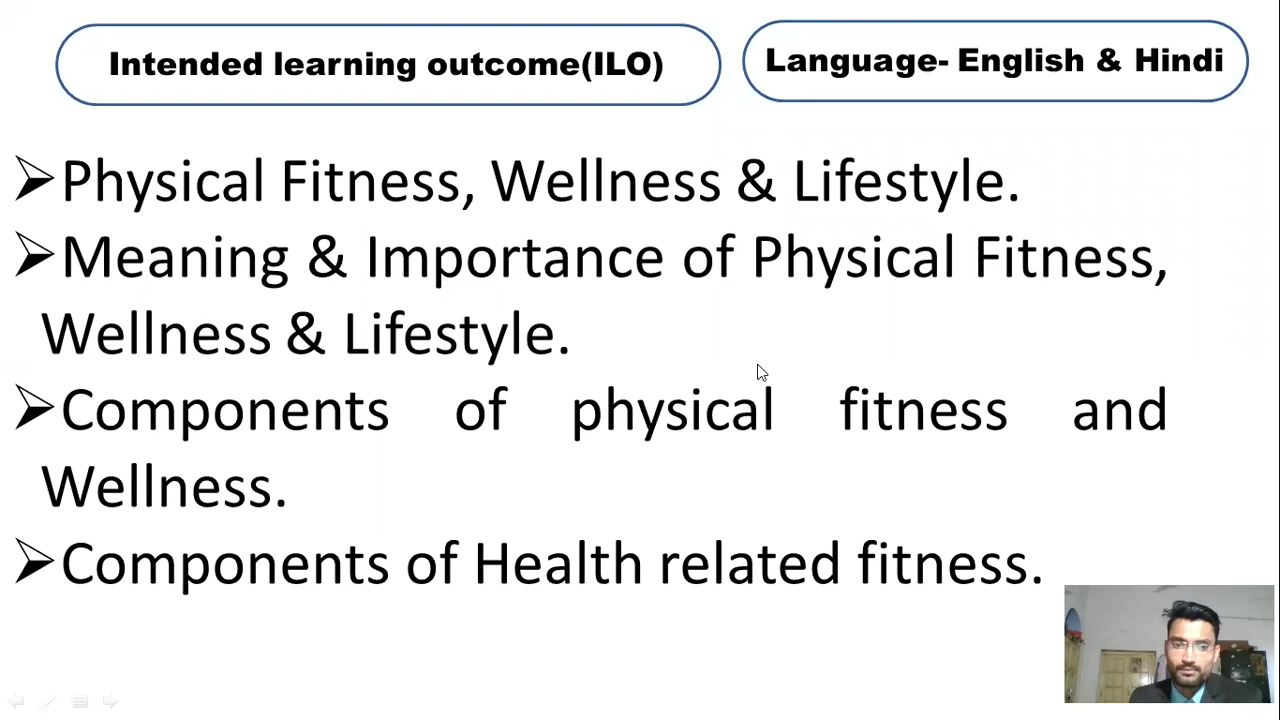 Intended learning outcome(ILO)
Language- English & Hindi
➢Physical Fitness, Wellness & Lifestyle.
➢Meaning & Importance of Physical Fitness,
Wellness & Lifestyle.
➢Components of physical fitness and
Wellness.
➢Components of Health related fitness.